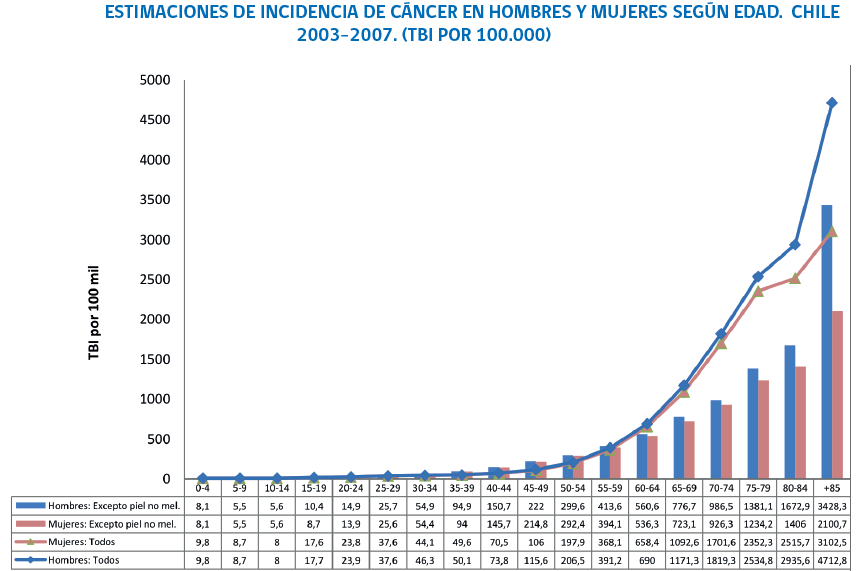 ESTIMACIONES DE INCIDENCIA DE CÁNCER EN HOMBRES Y MUJERES SEGÚN EDAD. CHILE
2003-2007. (TBI POR 100.000)
TBI por 100 mil
5000
4500
4000
3500
3000
2500
2000
1500
1000
500
0
0-4 5-9 10-14 15-19 20-24 25-29 30-34 35-39 40-44 45-49 50-54 55-59 60-64 65-69 70-74 75-79 80-84 +85
Hombres: Excepto piel no mel. 8,1 5,5 5,6 10,4 14,9 25,7 54,9 94,9 150,7 222 299,6 413,6 560,6 776,7 986,5 1381,1 1672,9 3428,3
Mujeres: Excepto piel no mel. 8,1 5,5 5,6 8,7 13,9 25,6 54,4 94 145,7 214,8 292,4 394,1 536,3 723,1 926,3 1234,2 1406 2100,7
Mujeres: Todos 9,8 8,7 8 17,6 23,8 37,6 44,1 49,6 70,5 106 197,9 368,1 658,4 1092,6 1701,6 2352,3 2515,7 3102,5
Hombres: Todos 9,8 8,7 8 17,7 23,9 37,6 46,3 50,1 73,8 115,6 206,5 391,2 690 1171,3 1819,3 2534,8 2935,6 4712,8